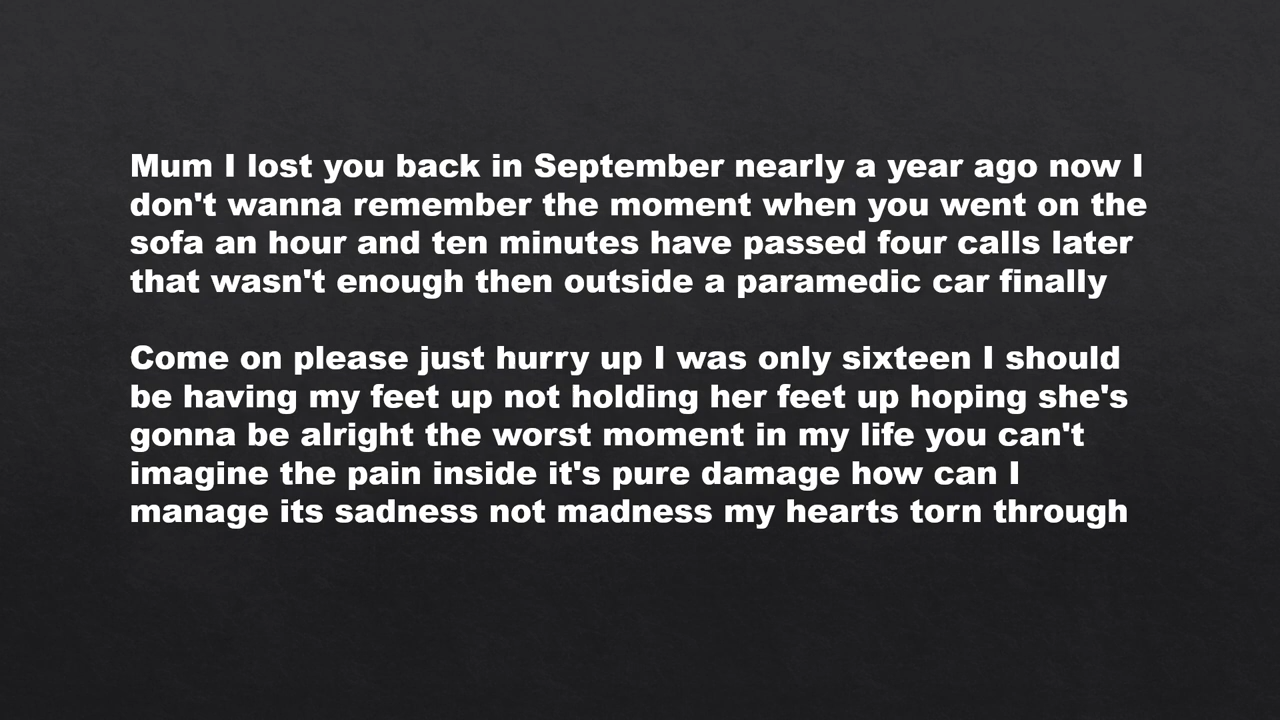 Mum I lost you back in September nearly a year ago now I
don't wanna remember the moment when you went on the
sofa an hour and ten minutes have passed four calls later
that wasn't enough then outside a paramedic car finally
Come on please just hurry up I was only sixteen I should
be having my feet up not holding her feet up hoping she's
gonna be alright the worst moment in my life you can't
imagine the pain inside it's pure damage how can I
manage its sadness not madness my hearts torn through